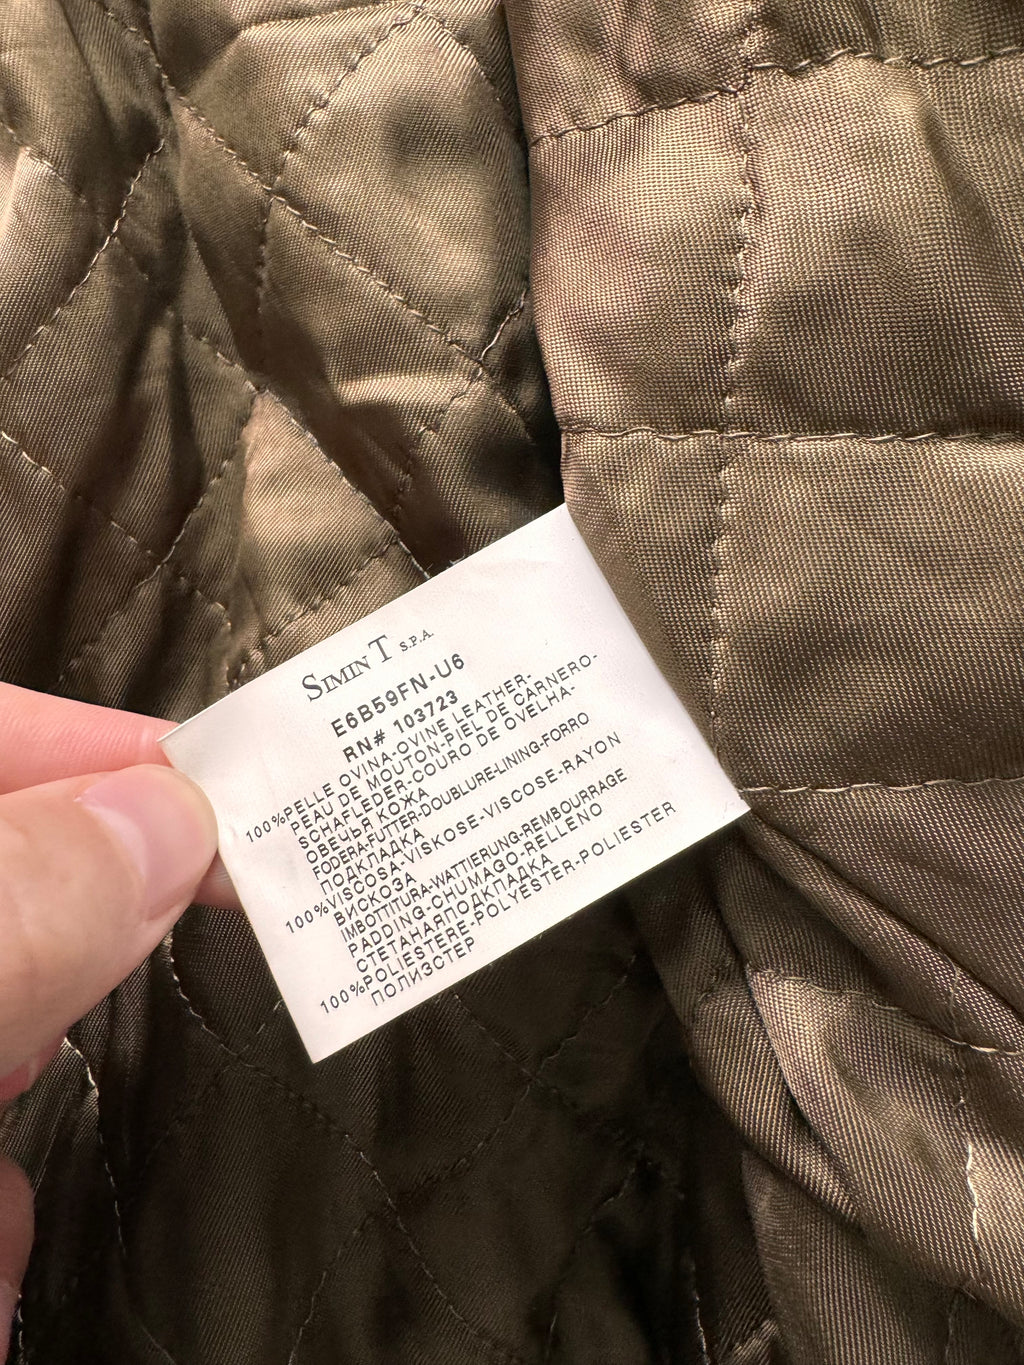 SIMINT S.P.A.
E6B59FN-U6
RN# 103723
100%PELLE OVINA-OVINE LEATHER-
PEAU DE MOUTON-PIEL DE CARNERO-
SCHAFLEDER-COURO DE OVELHA-
ОВЕЧЬЯ КОЖА
FODERA-FUTTER-DOUBLURE-LINING-FORRO
ПОДКЛАДКА
100%VISCOSA-VISKOSE-VISCOSE-RAYON
ВИСКОЗА
IMBOTTITURA-WATTIERUNG-REMBOURRAGE
PADDING-CHUMAGO-RELLENO
СТЕГАНАЯПОДКЛАДКА
100%POLIESTERE-POLYESTER-POLIESTER
ПОЛИЭСТЕР